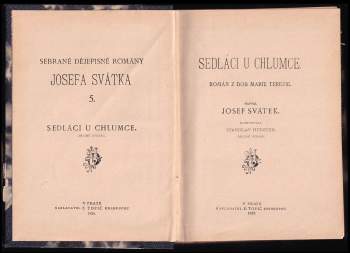 SEBRANÉ DĚJEPISNÉ ROMÁNY
JOSEFA SVÁTKA
5.
SEDLÁCI U CHLUMCE.
V PRAZE
NAKLADATEL F. TOPIČ KNIHKUPEC
SEDLÁCI U CHLUMCE.
ROMÁN Z DOB MARIE TEREZIE.
NAPSAL
JOSEF SVÁTEK.
STANISLAV HUDEČEK.
V PRAZE
NAKLADATEL F. TOPIČ KNIHKUPEC